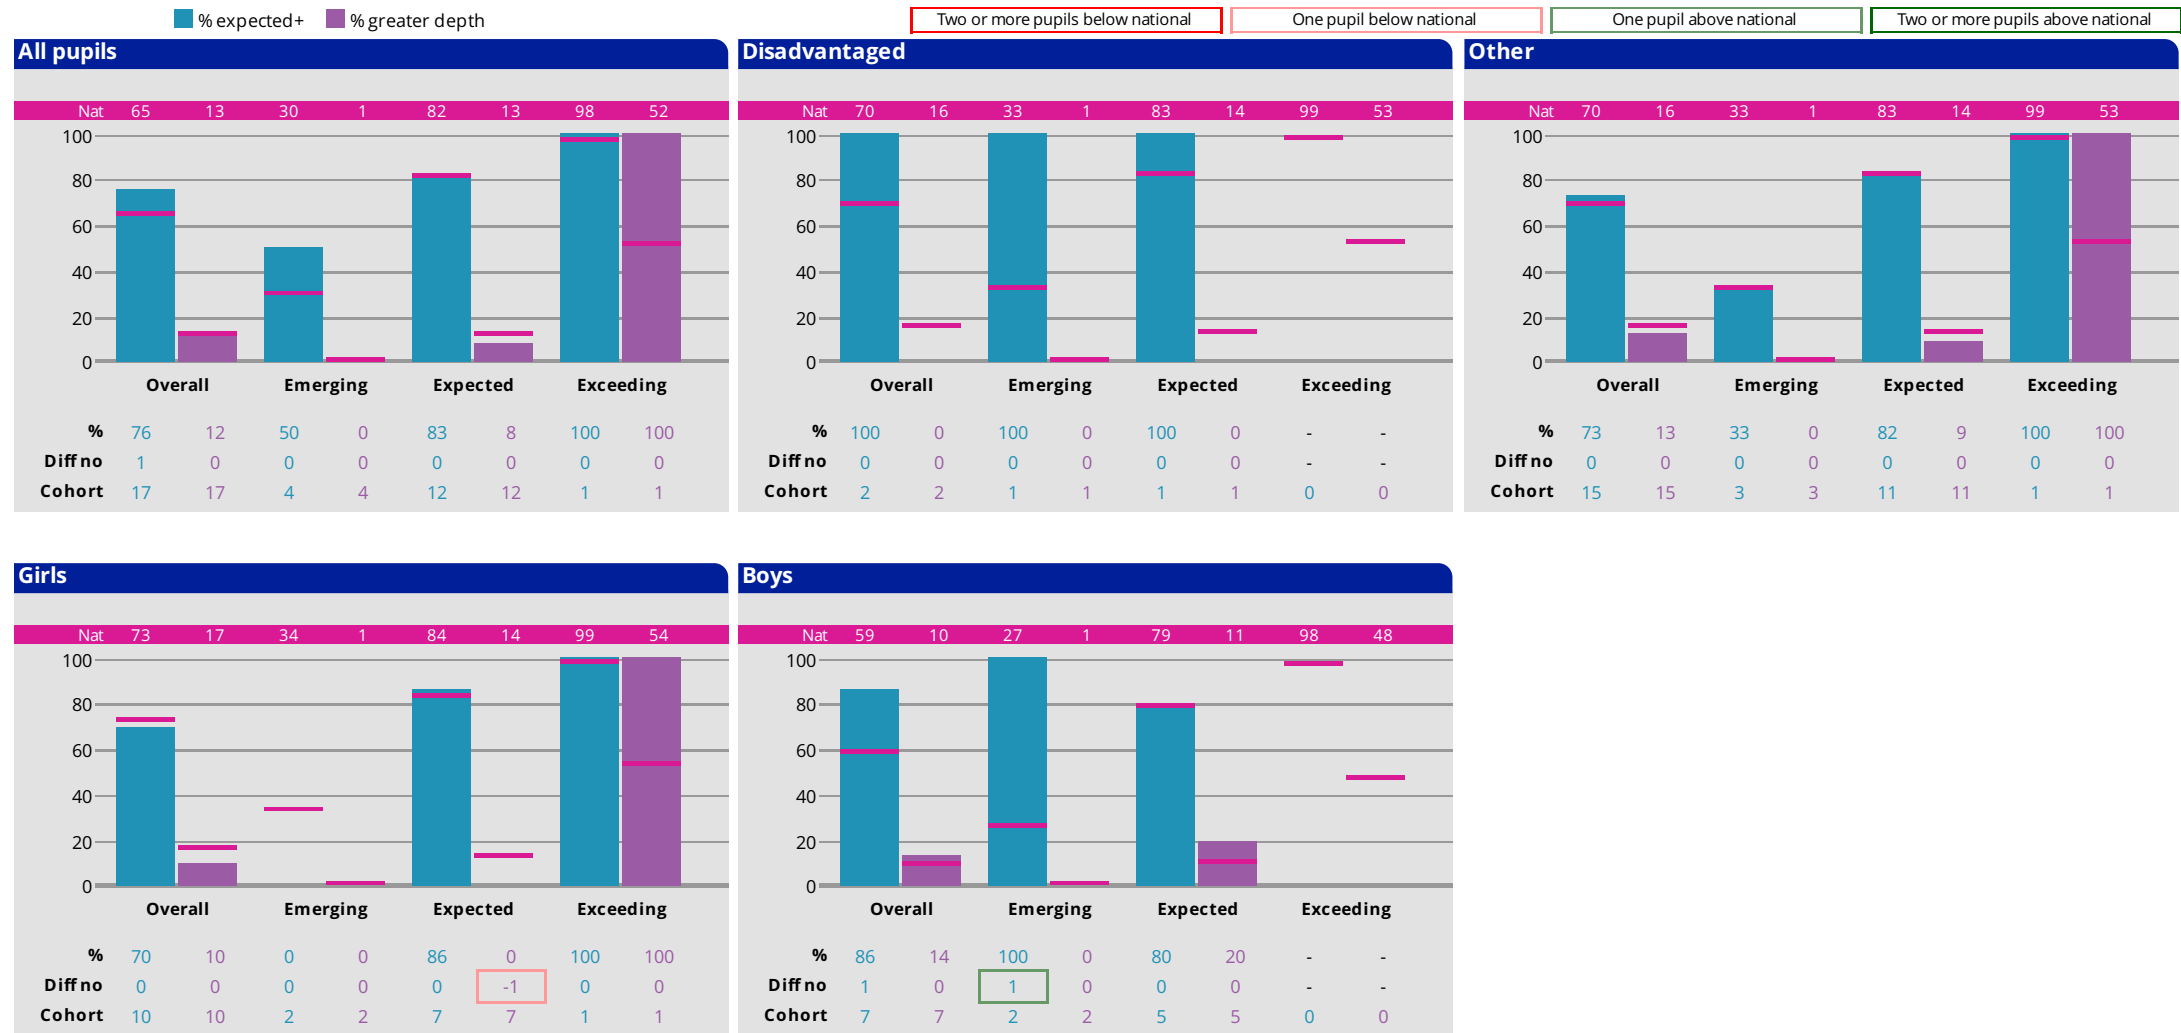 % expected+ % greater depth Two or more pupils below national One pupil below national One pupil above national Two or more pupils above national
All pupils
Nat 65 13 30 1 82 13 98 52
100
80
60
40
20
0
Overall Emerging Expected Exceeding
% 76 12 50 0 83 8 100 100
Diff no 1 0 0 0 0 0 0 0
Cohort 17 17 4 4 12 12 1 1
Disadvantaged
Nat 70 16 33 1 83 14 99 53
100
80
60
40
20
0
Overall Emerging Expected Exceeding
% 100 0 100 0 100 0 - -
Diff no 0 0 0 0 0 0 - -
Cohort 2 2 1 1 1 1 0 0
Other
Nat 70 16 33 1 83 14 99 53
100
80
60
40
20
0
Overall Emerging Expected Exceeding
% 73 13 33 0 82 9 100 100
Diff no 0 0 0 0 0 0 0 0
Cohort 15 15 3 3 11 11 1 1
Girls
Nat 73 17 34 1 84 14 99 54
100
80
60
40
20
0
Overall Emerging Expected Exceeding
% 70 10 0 0 86 0 100 100
Diff no 0 0 0 0 0 -1 0 0
Cohort 10 10 2 2 7 7 1 1
Boys
Nat 59 10 27 1 79 11 98 48
100
80
60
40
20
0
Overall Emerging Expected Exceeding
% 86 14 100 0 80 20 - -
Diff no 1 0 1 0 0 0 - -
Cohort 7 7 2 2 5 5 0 0